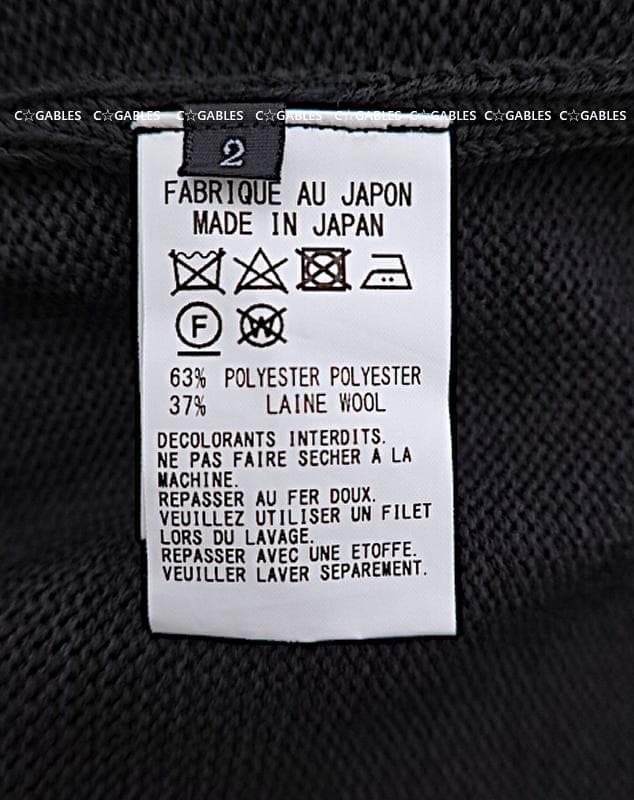 C☆GABLES C☆GABLES C☆GABLES C☆GABLES C☆GABLES C☆GABLES C☆GABLES C☆GABLES
2
FABRIQUE AU JAPON
MADE IN JAPAN
F W
63% POLYESTER POLYESTER
37% LAINE WOOL
DECOLORANTS INTERDITS.
NE PAS FAIRE SECHER A LA
MACHINE.
REPASSER AU FER DOUX.
VEUILLEZ UTILISER UN FILET
LORS DU LAVAGE.
REPASSER AVEC UNE ETOFFE.
VEUILLER LAVER SEPAREMENT.